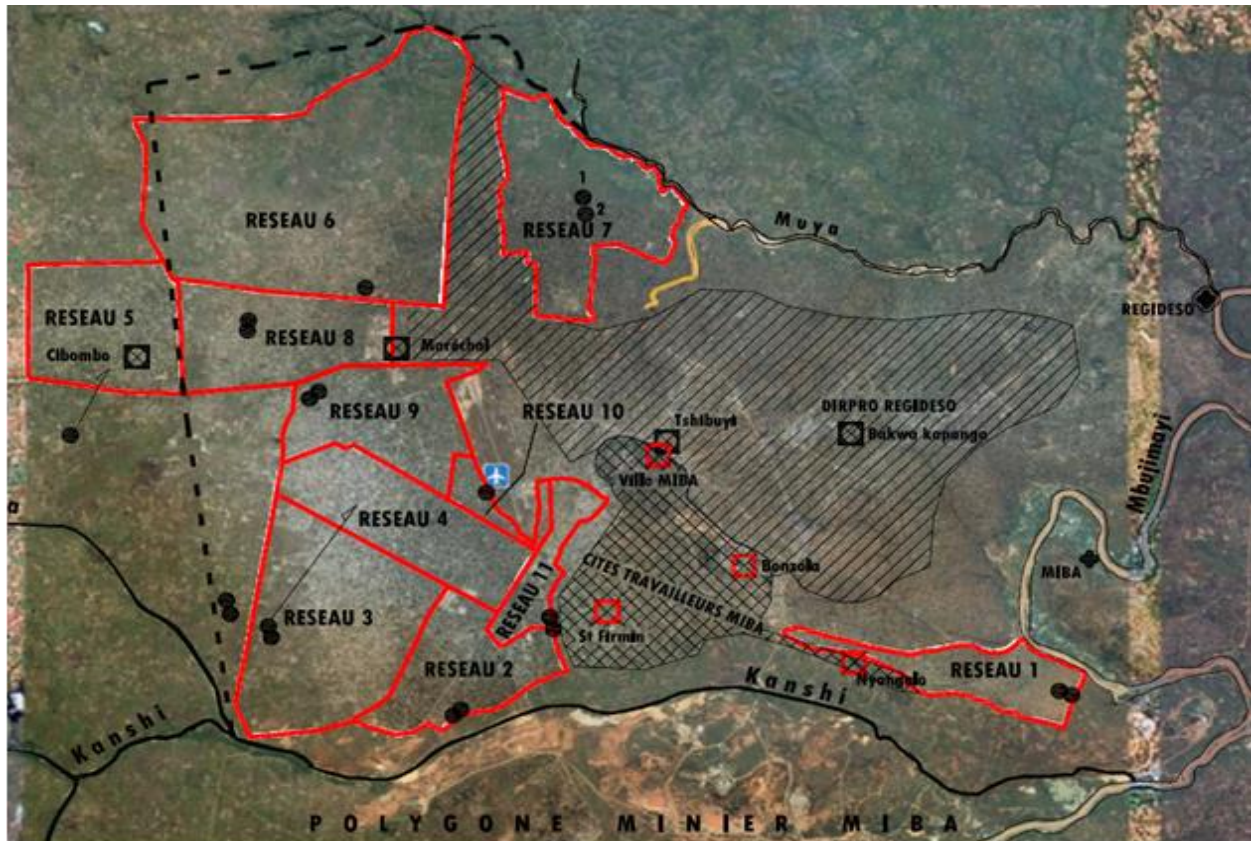 1
2
RESEAU 6
RESEAU 7
Muya
REGIDESO
RESEAU 5
Cibombo
RESEAU 8
Maréchal
RESEAU 9
RESEAU 10
Tshibuyi
DIRPRO REGIDESO
Bakwa kapanga
Ville MIBA
Mbujimayi
RESEAU 4
RESEAU 11
CITES TRAVAILLEURS MIBA
Bonzola
MIBA
RESEAU 3
St Firmin
RESEAU 2
Nyongolo
RESEAU 1
Kanshi
Kanshi
POLYGONE MINIER MIBA